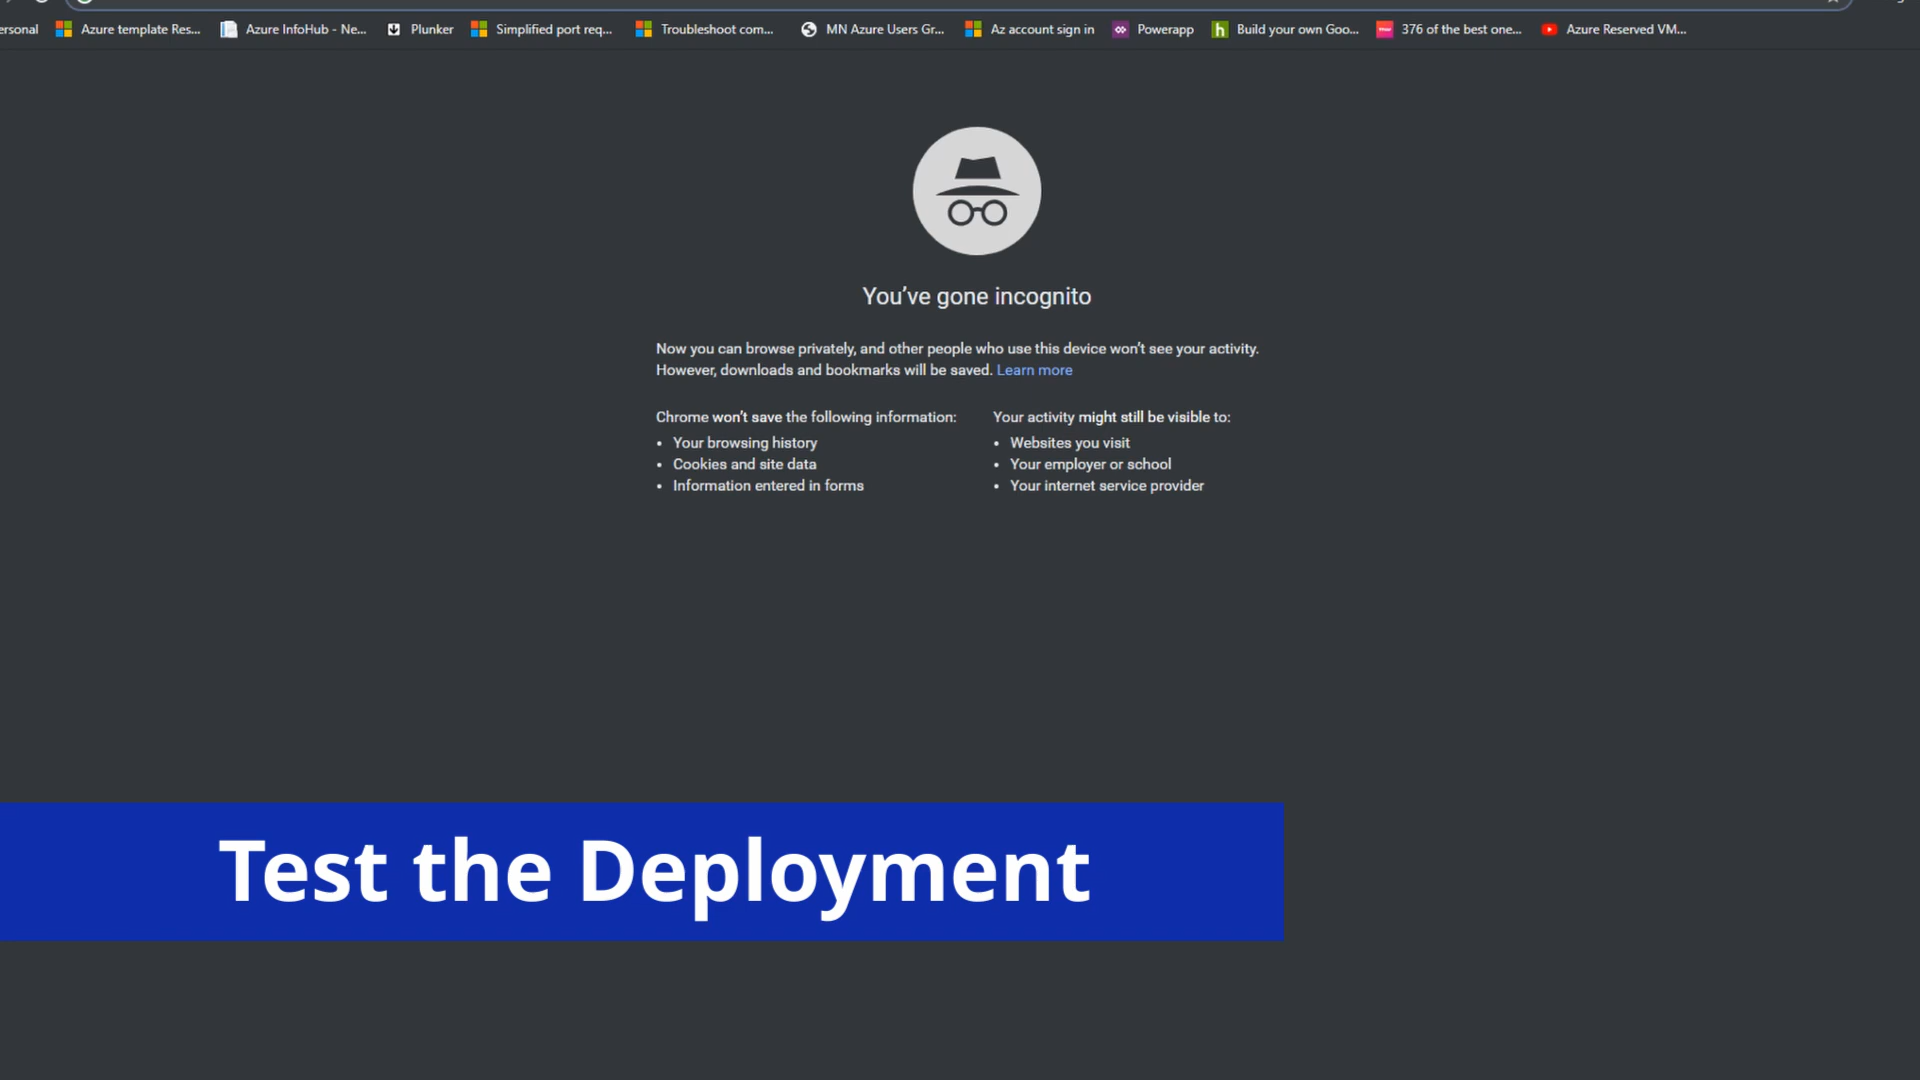 ersonal Azure template Res... Azure InfoHub - Ne... Plunker Simplified port req... Troubleshoot com... MN Azure Users Gr... Az account sign in Powerapp Build your own Goo... 376 of the best one... Azure Reserved VM...
You've gone incognito
Now you can browse privately, and other people who use this device won't see your activity.
However, downloads and bookmarks will be saved. Learn more
Chrome won't save the following information:
Your browsing history
Cookies and site data
Information entered in forms
Your activity might still be visible to:
Websites you visit
Your employer or school
Your internet service provider
Test the Deployment